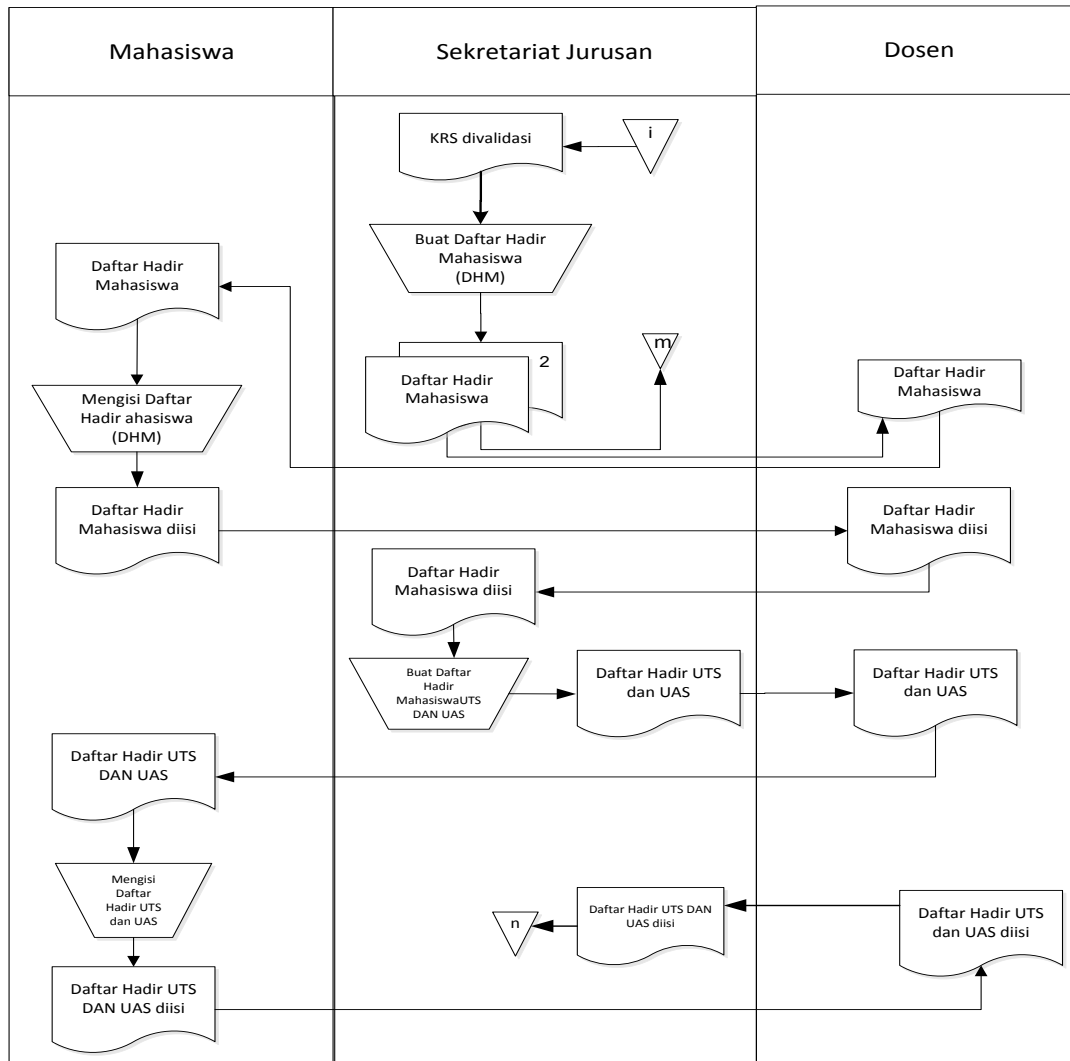 Mahasiswa
Sekretariat Jurusan
Dosen
KRS divalidasi
i
Buat Daftar Hadir
Mahasiswa
(DHM)
Daftar Hadir
Mahasiswa
2
Daftar Hadir
Mahasiswa
m
Daftar Hadir
Mahasiswa
Mengisi Daftar
Hadir ahasiswa
(DHM)
Daftar Hadir
Mahasiswa diisi
Daftar Hadir
Mahasiswa diisi
Daftar Hadir
Mahasiswa diisi
Buat Daftar
Hadir
MahasiswaUTS
DAN UAS
Daftar Hadir UTS
dan UAS
Daftar Hadir UTS
dan UAS
Daftar Hadir UTS
DAN UAS
Mengisi
Daftar
Hadir UTS
dan UAS
n
Daftar Hadir UTS DAN
UAS diisi
Daftar Hadir UTS
dan UAS diisi
Daftar Hadir UTS
DAN UAS diisi